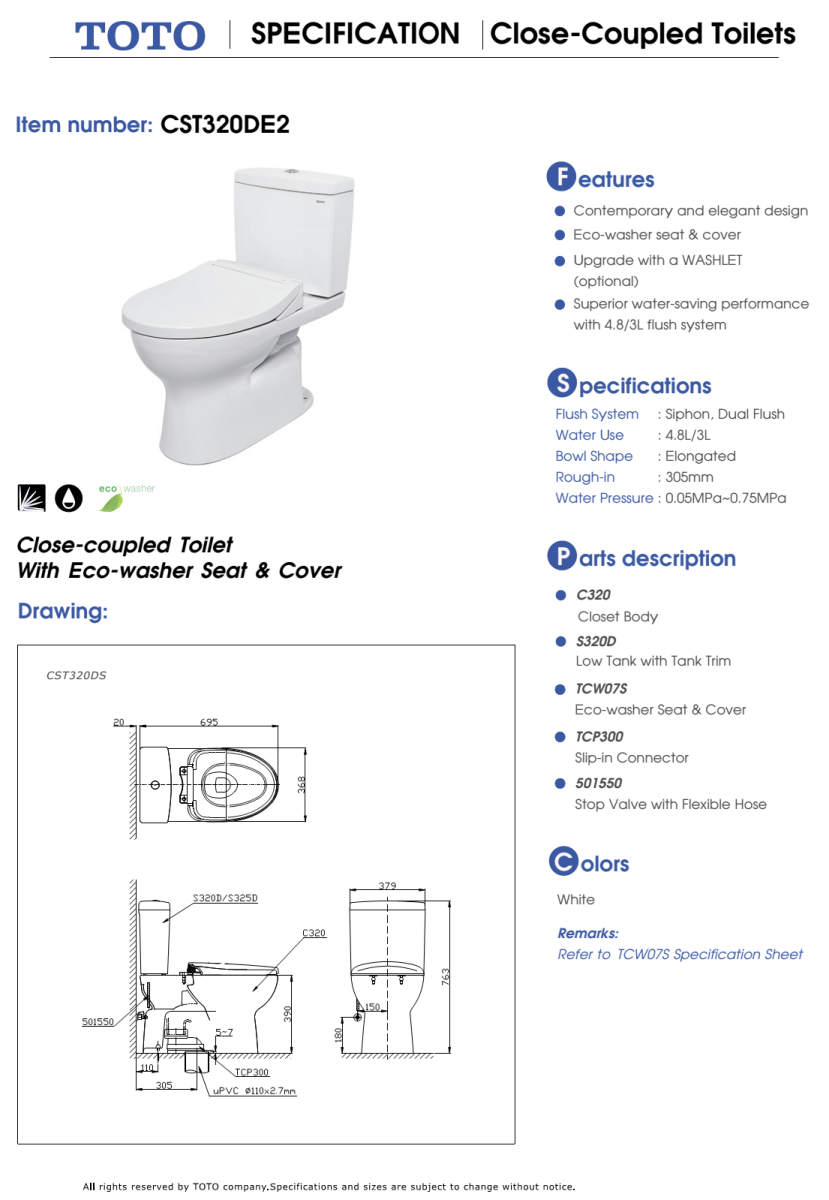 TOTO | SPECIFICATION | Close-Coupled Toilets
Item number: CST320DE2
eco washer
Close-coupled Toilet
With Eco-washer Seat & Cover
Drawing:
CST320DS
20
695
368
S320D/S325D
C320
501550
390
5~7
110
TCP300
305
uPVC Ø110x2.7mm
379
763
150
180
Features
Contemporary and elegant design
Eco-washer seat & cover
Upgrade with a WASHLET
(optional)
Superior water-saving performance
with 4.8/3L flush system
Specifications
Flush System : Siphon, Dual Flush
Water Use : 4.8L/3L
Bowl Shape : Elongated
Rough-in : 305mm
Water Pressure : 0.05MPa~0.75MPa
Parts description
C320
Closet Body
S320D
Low Tank with Tank Trim
TCW07S
Eco-washer Seat & Cover
TCP300
Slip-in Connector
501550
Stop Valve with Flexible Hose
Colors
White
Remarks:
Refer to TCW07S Specification Sheet
All rights reserved by TOTO company.Specifications and sizes are subject to change without notice.